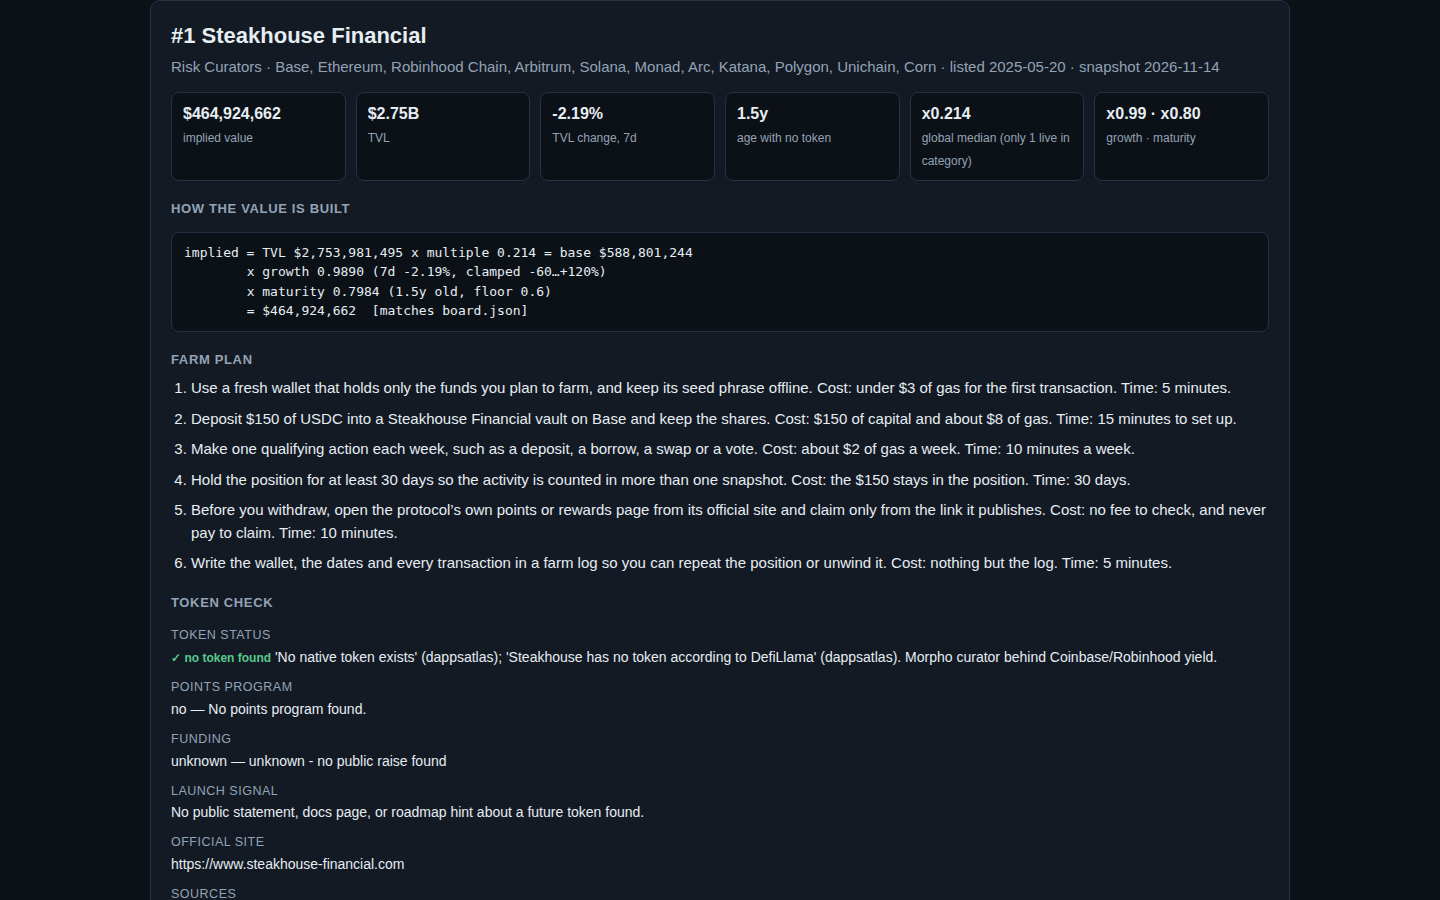 #1 Steakhouse Financial
Risk Curators · Base, Ethereum, Robinhood Chain, Arbitrum, Solana, Monad, Arc, Katana, Polygon, Unichain, Corn · listed 2025-05-20 · snapshot 2026-11-14
$464,924,662
implied value
$2.75B
TVL
-2.19%
TVL change, 7d
1.5y
age with no token
x0.214
global median (only 1 live in
category)
x0.99 · x0.80
growth · maturity
HOW THE VALUE IS BUILT
implied = TVL $2,753,981,495 x multiple 0.214 = base $588,801,244
x growth 0.9890 (7d -2.19%, clamped -60…+120%)
x maturity 0.7984 (1.5y old, floor 0.6)
= $464,924,662  [matches board.json]
FARM PLAN
1. Use a fresh wallet that holds only the funds you plan to farm, and keep its seed phrase offline. Cost: under $3 of gas for the first transaction. Time: 5 minutes.
2. Deposit $150 of USDC into a Steakhouse Financial vault on Base and keep the shares. Cost: $150 of capital and about $8 of gas. Time: 15 minutes to set up.
3. Make one qualifying action each week, such as a deposit, a borrow, a swap or a vote. Cost: about $2 of gas a week. Time: 10 minutes a week.
4. Hold the position for at least 30 days so the activity is counted in more than one snapshot. Cost: the $150 stays in the position. Time: 30 days.
5. Before you withdraw, open the protocol’s own points or rewards page from its official site and claim only from the link it publishes. Cost: no fee to check, and never
pay to claim. Time: 10 minutes.
6. Write the wallet, the dates and every transaction in a farm log so you can repeat the position or unwind it. Cost: nothing but the log. Time: 5 minutes.
TOKEN CHECK
TOKEN STATUS
✓ no token found 'No native token exists' (dappsatlas); 'Steakhouse has no token according to DefiLlama' (dappsatlas). Morpho curator behind Coinbase/Robinhood yield.
POINTS PROGRAM
no — No points program found.
FUNDING
unknown — unknown - no public raise found
LAUNCH SIGNAL
No public statement, docs page, or roadmap hint about a future token found.
OFFICIAL SITE
https://www.steakhouse-financial.com
SOURCES